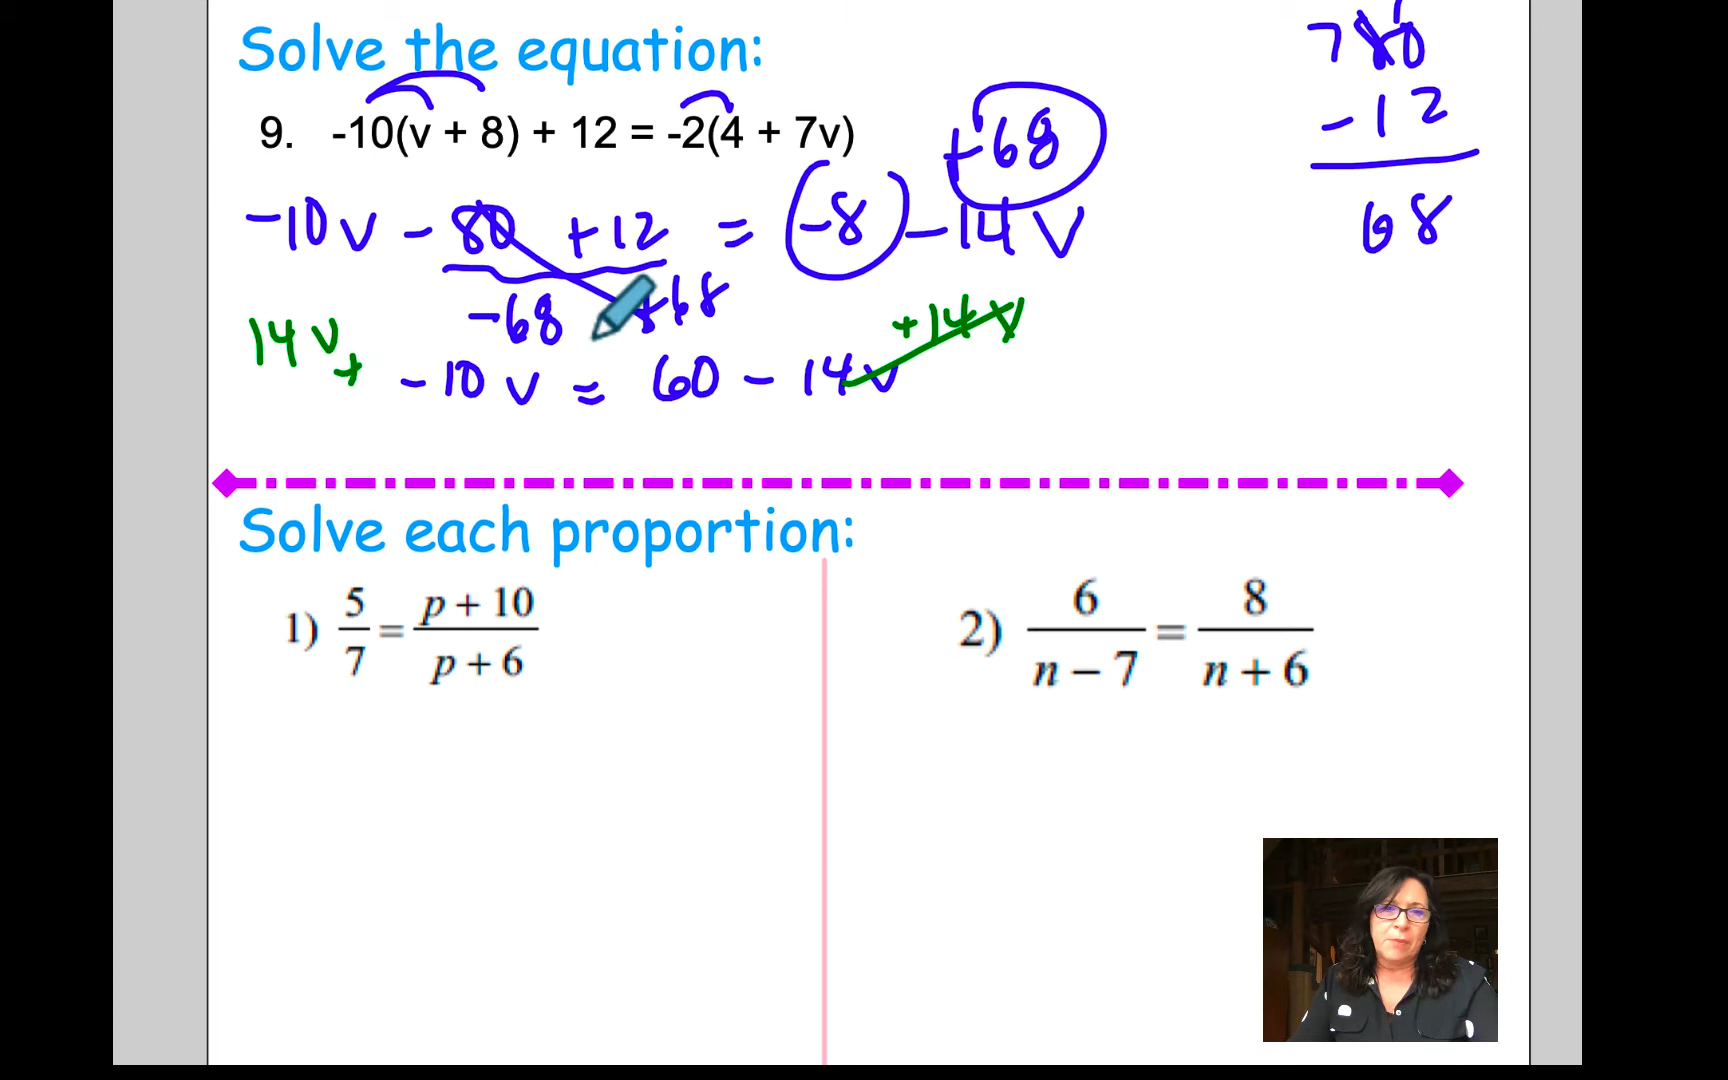 Solve the equation:
9. -10(v + 8) + 12 = -2(4 + 7v)
+68
780
-12
68
-10v - 80 +12 = -8 -14v
-68 +68
+14v
14v+ -10v = 60 - 14v
Solve each proportion:
1) 5/7 = p + 10/p + 6
2) 6/n − 7 = 8/n + 6